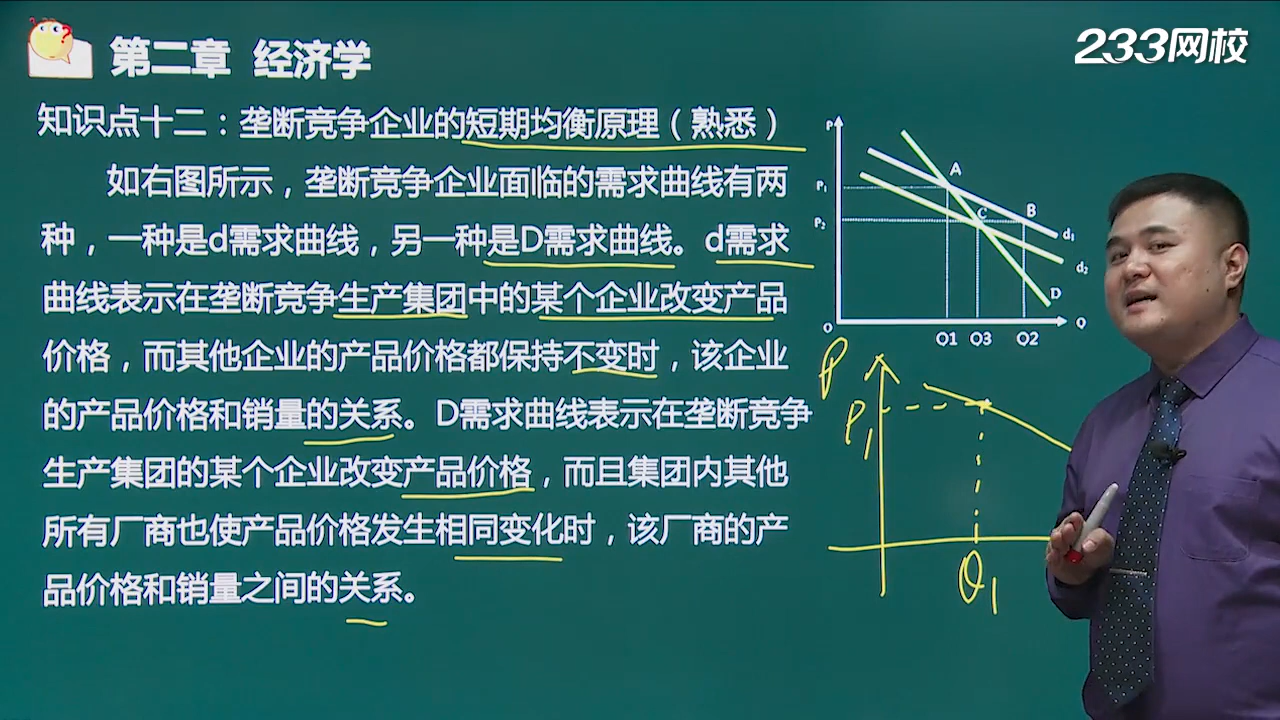 第二章 经济学
233网校
知识点十二：垄断竞争企业的短期均衡原理（熟悉）
如右图所示，垄断竞争企业面临的需求曲线有两
种，一种是d需求曲线，另一种是D需求曲线。d需求
曲线表示在垄断竞争生产集团中的某个企业改变产品
价格，而其他企业的产品价格都保持不变时，该企业
的产品价格和销量的关系。D需求曲线表示在垄断竞争
生产集团的某个企业改变产品价格，而且集团内其他
所有厂商也使产品价格发生相同变化时，该厂商的产
品价格和销量之间的关系。
P
A
P1
C
B
P2
d1
d2
D
O
Q
Q1 Q3 Q2
P
P1
Q1